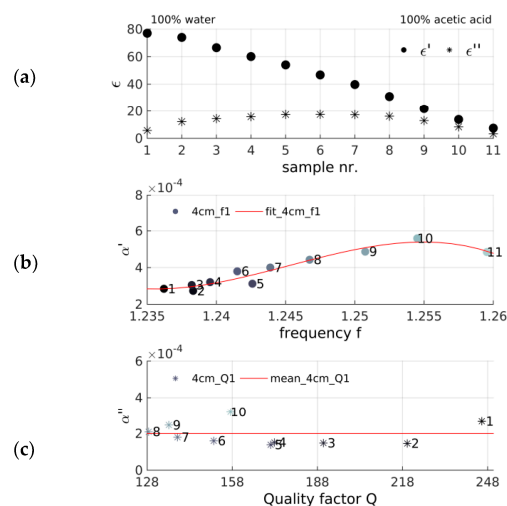 100% water 100% acetic acid
(a)
80
60
40
20
0
ϵ
ϵ' ϵ''
1 2 3 4 5 6 7 8 9 10 11
sample nr.
(b)
8 ×10⁻⁴
6
4
2
α'
4cm_f1 fit_4cm_f1
1 2 3 4 5 6 7 8 9 10 11
1.235 1.24 1.245 1.25 1.255 1.26
frequency f
(c)
6 ×10⁻⁴
4
2
0
α''
4cm_Q1 mean_4cm_Q1
8 9 7 6 10 5 4 3 2 1
128 158 188 218 248
Quality factor Q